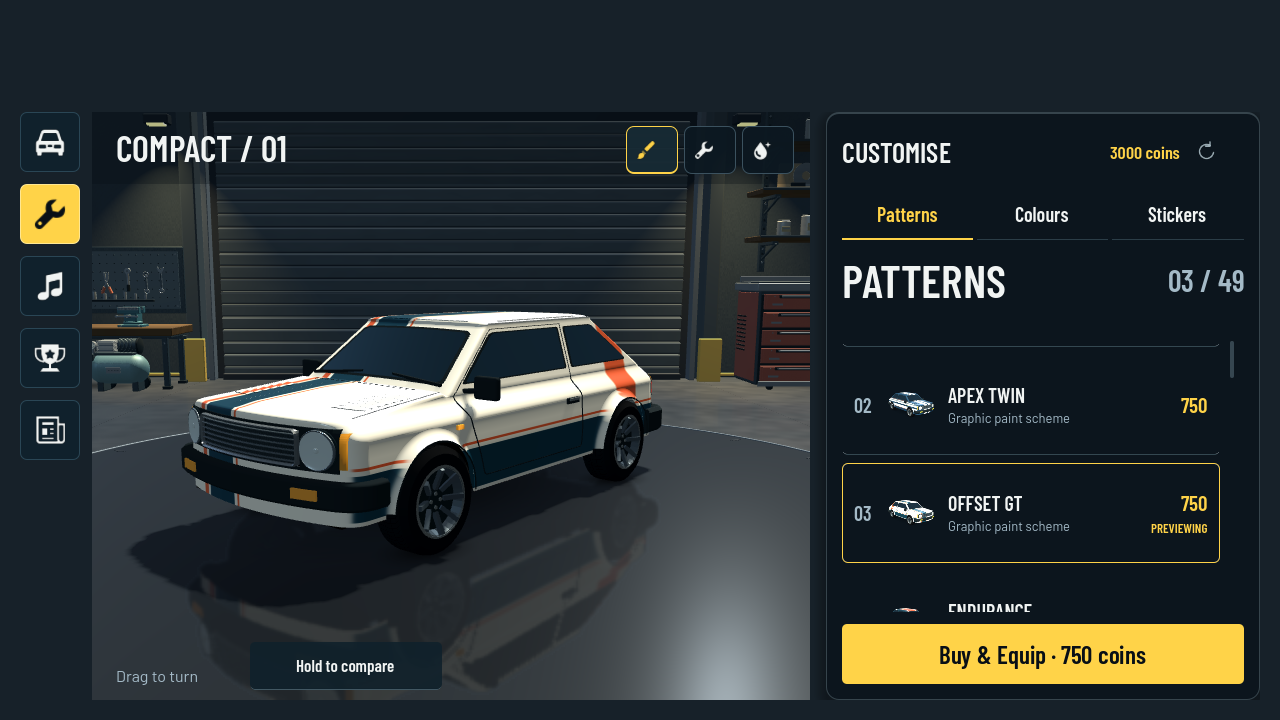 COMPACT / 01
Drag to turn
Hold to compare
CUSTOMISE
3000 coins
Patterns
Colours
Stickers
PATTERNS
03 / 49
02
APEX TWIN
Graphic paint scheme
750
03
OFFSET GT
Graphic paint scheme
750
PREVIEWING
ENDURANCE
Buy & Equip · 750 coins